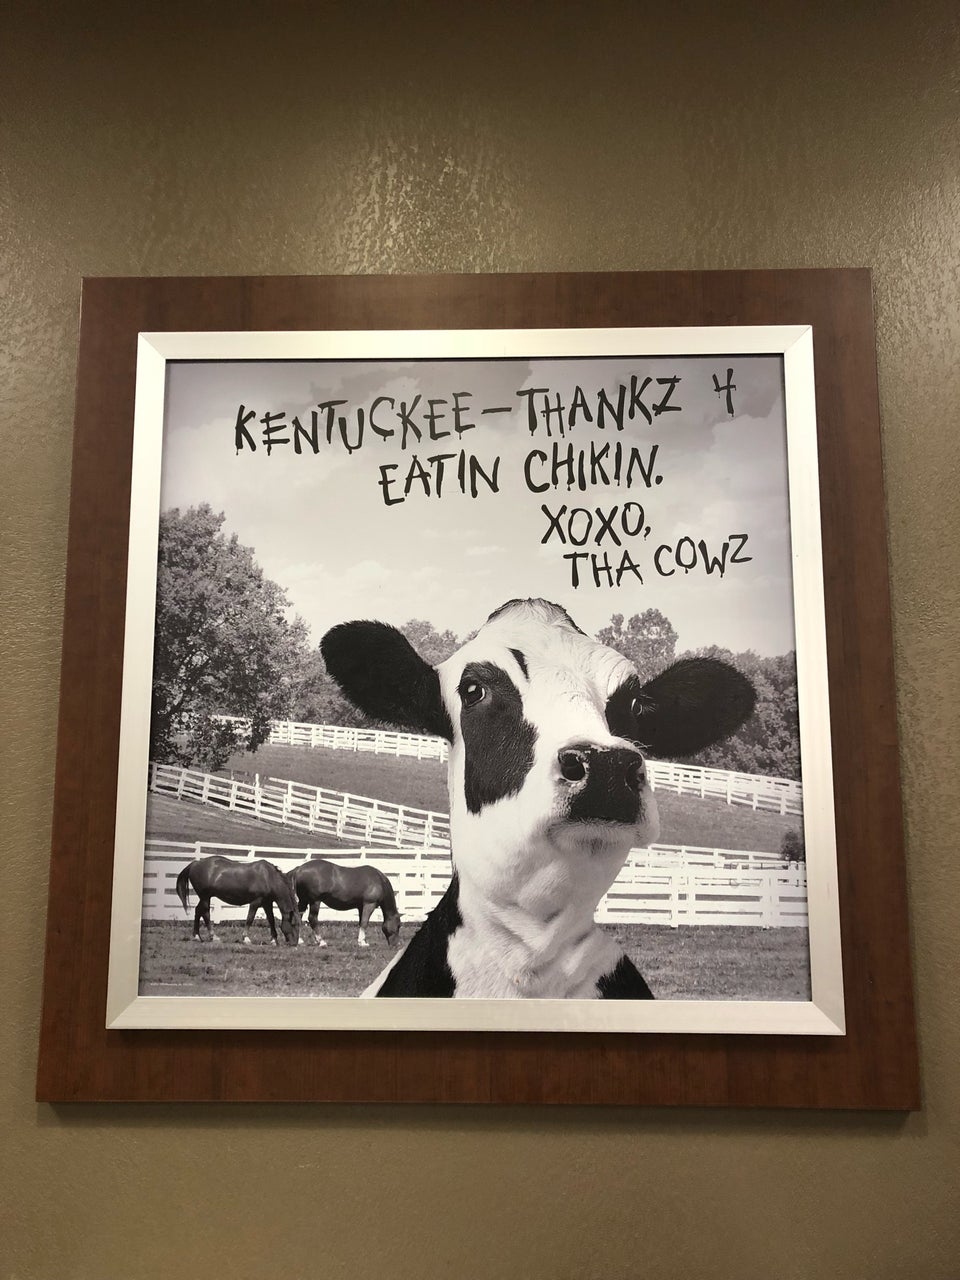 KENTUCKEE-THANKZ 4
EATIN CHIKIN.
XOXO,
THA COWZ